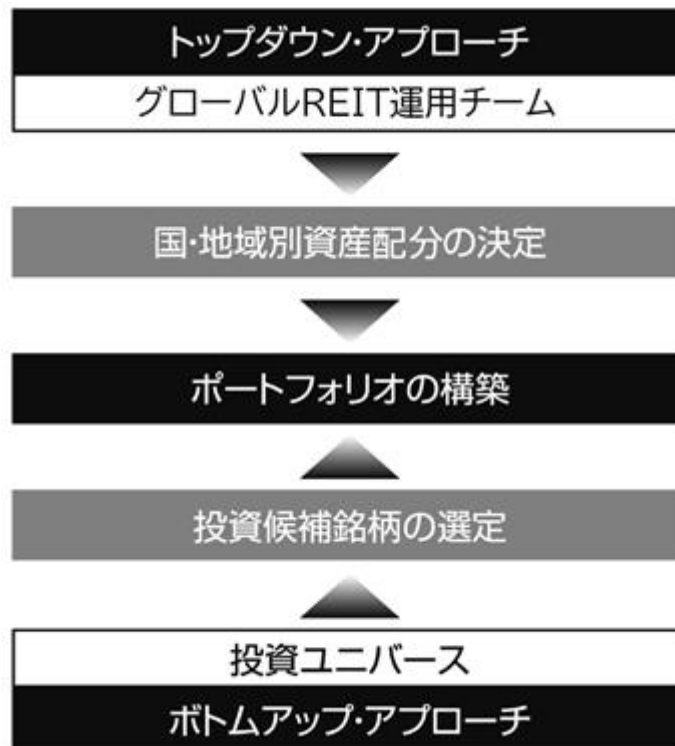 トップダウン・アプローチ
グローバルREIT運用チーム
国・地域別資産配分の決定
ポートフォリオの構築
投資候補銘柄の選定
投資ユニバース
ボトムアップ・アプローチ